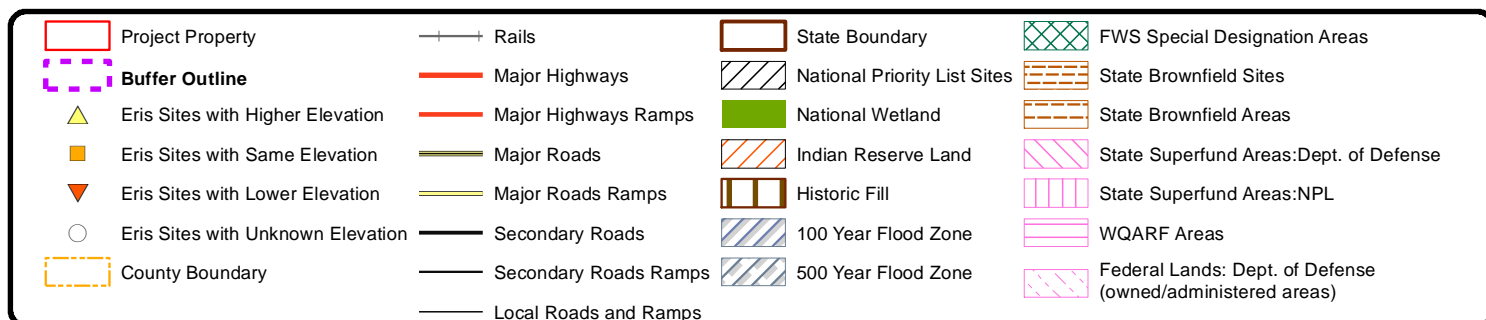 Project Property
Buffer Outline
Eris Sites with Higher Elevation
Eris Sites with Same Elevation
Eris Sites with Lower Elevation
Eris Sites with Unknown Elevation
County Boundary
Rails
Major Highways
Major Highways Ramps
Major Roads
Major Roads Ramps
Secondary Roads
Secondary Roads Ramps
Local Roads and Ramps
State Boundary
National Priority List Sites
National Wetland
Indian Reserve Land
Historic Fill
100 Year Flood Zone
500 Year Flood Zone
FWS Special Designation Areas
State Brownfield Sites
State Brownfield Areas
State Superfund Areas:Dept. of Defense
State Superfund Areas:NPL
WQARF Areas
Federal Lands: Dept. of Defense
(owned/administered areas)